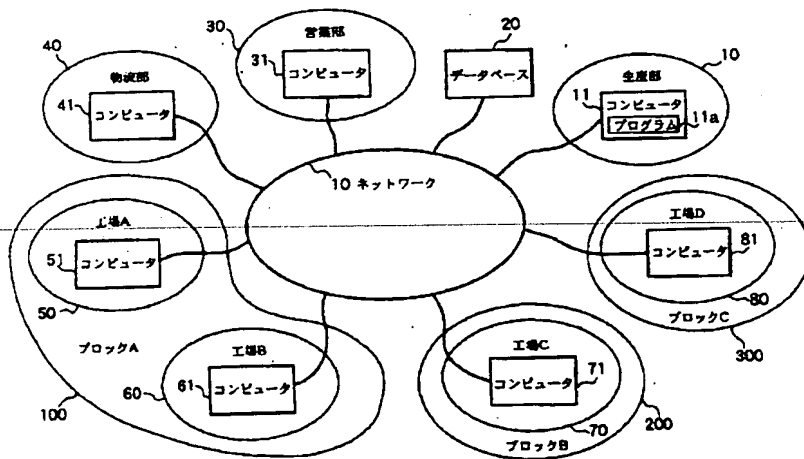 30
営業部
31
コンピュータ
20
データベース
10
生産部
11
コンピュータ
プログラム
11a
40
物流部
41
コンピュータ
10 ネットワーク
工場A
51
コンピュータ
50
ブロックA
100
工場B
61
コンピュータ
60
工場C
コンピュータ
71
70
ブロックB
200
工場D
コンピュータ
81
80
ブロックC
300